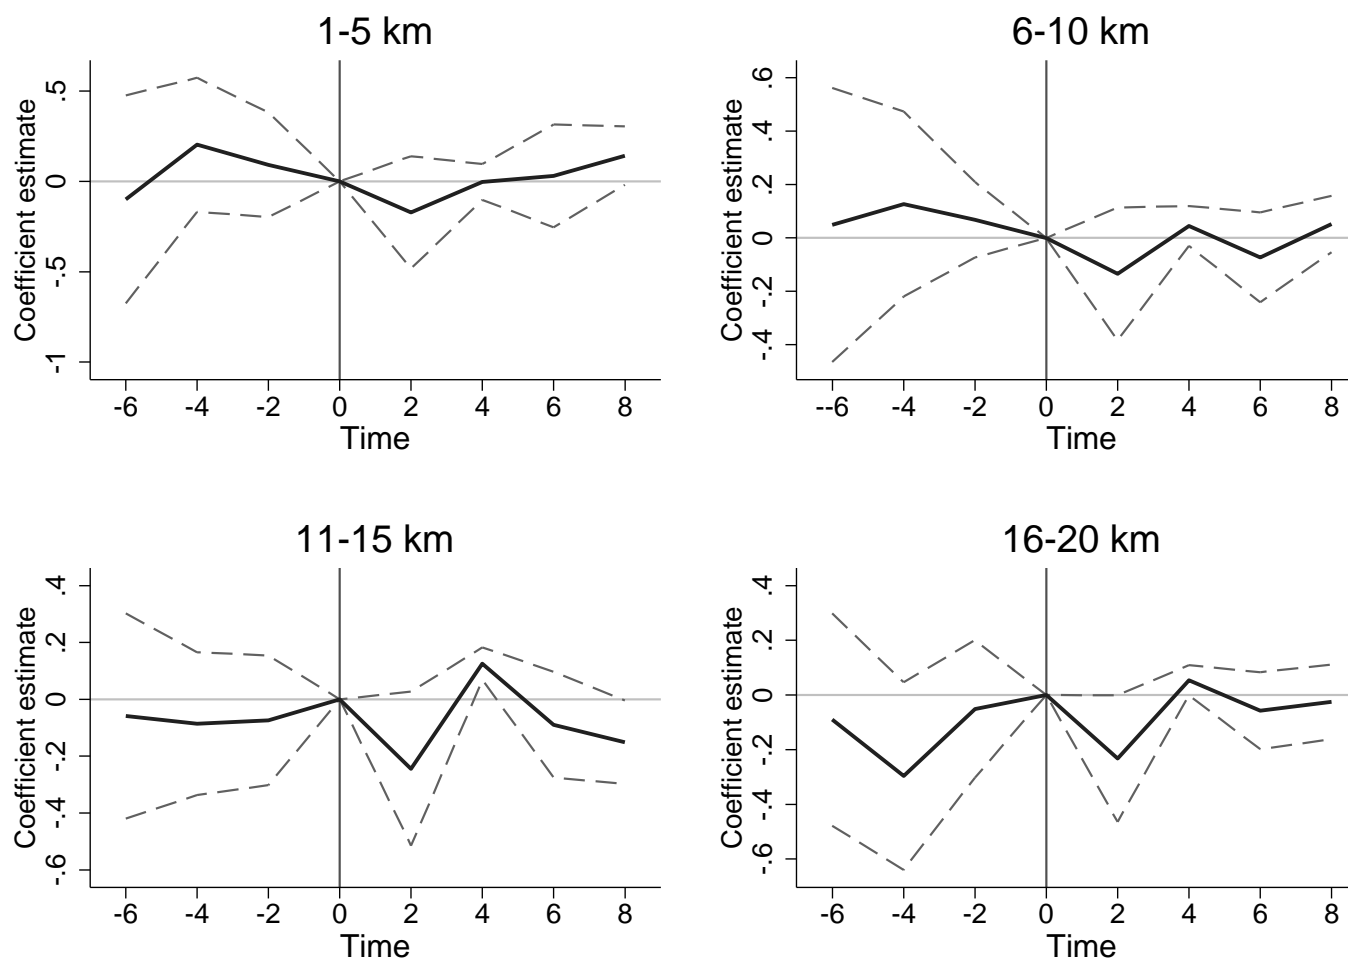 1-5 km
Coefficient estimate
.5
0
-.5
-1
-6 -4 -2 0 2 4 6 8
Time
6-10 km
Coefficient estimate
.6
.4
.2
0
-.2
-.4
--6 -4 -2 0 2 4 6 8
Time
11-15 km
Coefficient estimate
.4
.2
0
-.2
-.4
-.6
-6 -4 -2 0 2 4 6 8
Time
16-20 km
Coefficient estimate
.4
.2
0
-.2
-.4
-.6
-6 -4 -2 0 2 4 6 8
Time